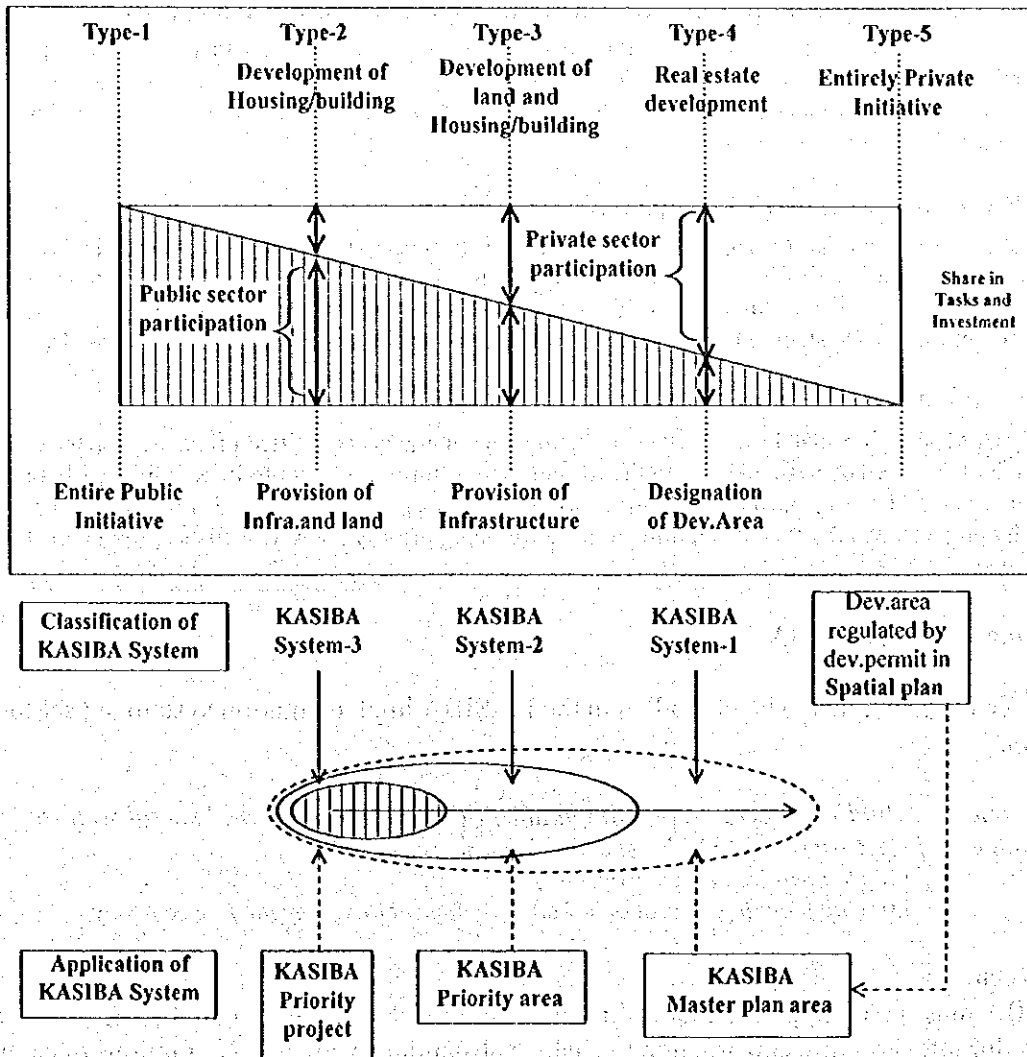 Type-1 Type-2 Type-3 Type-4 Type-5
Development of
Housing/building
Development of
land and
Housing/building
Real estate
development
Entirely Private
Initiative
Private sector
participation
Public sector
participation
Share in
Tasks and
Investment
Entire Public
Initiative
Provision of
Infra.and land
Provision of
Infrastructure
Designation
of Dev.Area
Classification of
KASIBA System
KASIBA
System-3
KASIBA
System-2
KASIBA
System-1
Dev.area
regulated by
dev.permit in
Spatial plan
Application of
KASIBA System
KASIBA
Priority
project
KASIBA
Priority area
KASIBA
Master plan area